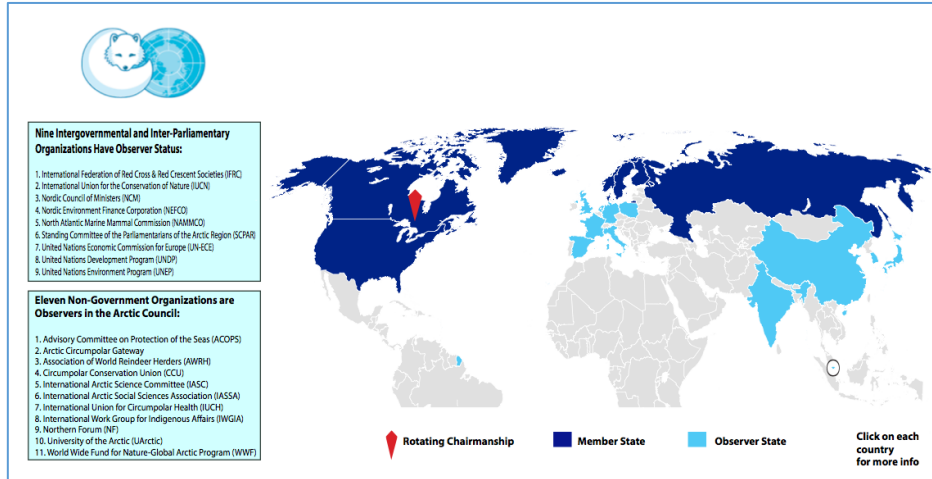 Nine Intergovernmental and Inter-Parliamentary
Organizations Have Observer Status:
1. International Federation of Red Cross & Red Crescent Societies (IFRC)
2. International Union for the Conservation of Nature (IUCN)
3. Nordic Council of Ministers (NCM)
4. Nordic Environment Finance Corporation (NEFCO)
5. North Atlantic Marine Mammal Commission (NAMMCO)
6. Standing Committee of the Parliamentarians of the Arctic Region (SCPAR)
7. United Nations Economic Commission for Europe (UN-ECE)
8. United Nations Development Program (UNDP)
9. United Nations Environment Program (UNEP)
Eleven Non-Government Organizations are
Observers in the Arctic Council:
1. Advisory Committee on Protection of the Seas (ACOPS)
2. Arctic Circumpolar Gateway
3. Association of World Reindeer Herders (AWRH)
4. Circumpolar Conservation Union (CCU)
5. International Arctic Science Committee (IASC)
6. International Arctic Social Sciences Association (IASSA)
7. International Union for Circumpolar Health (IUCH)
8. International Work Group for Indigenous Affairs (IWGIA)
9. Northern Forum (NF)
10. University of the Arctic (UArctic)
11. World Wide Fund for Nature-Global Arctic Program (WWF)
Rotating Chairmanship
Member State
Observer State
Click on each
country
for more info